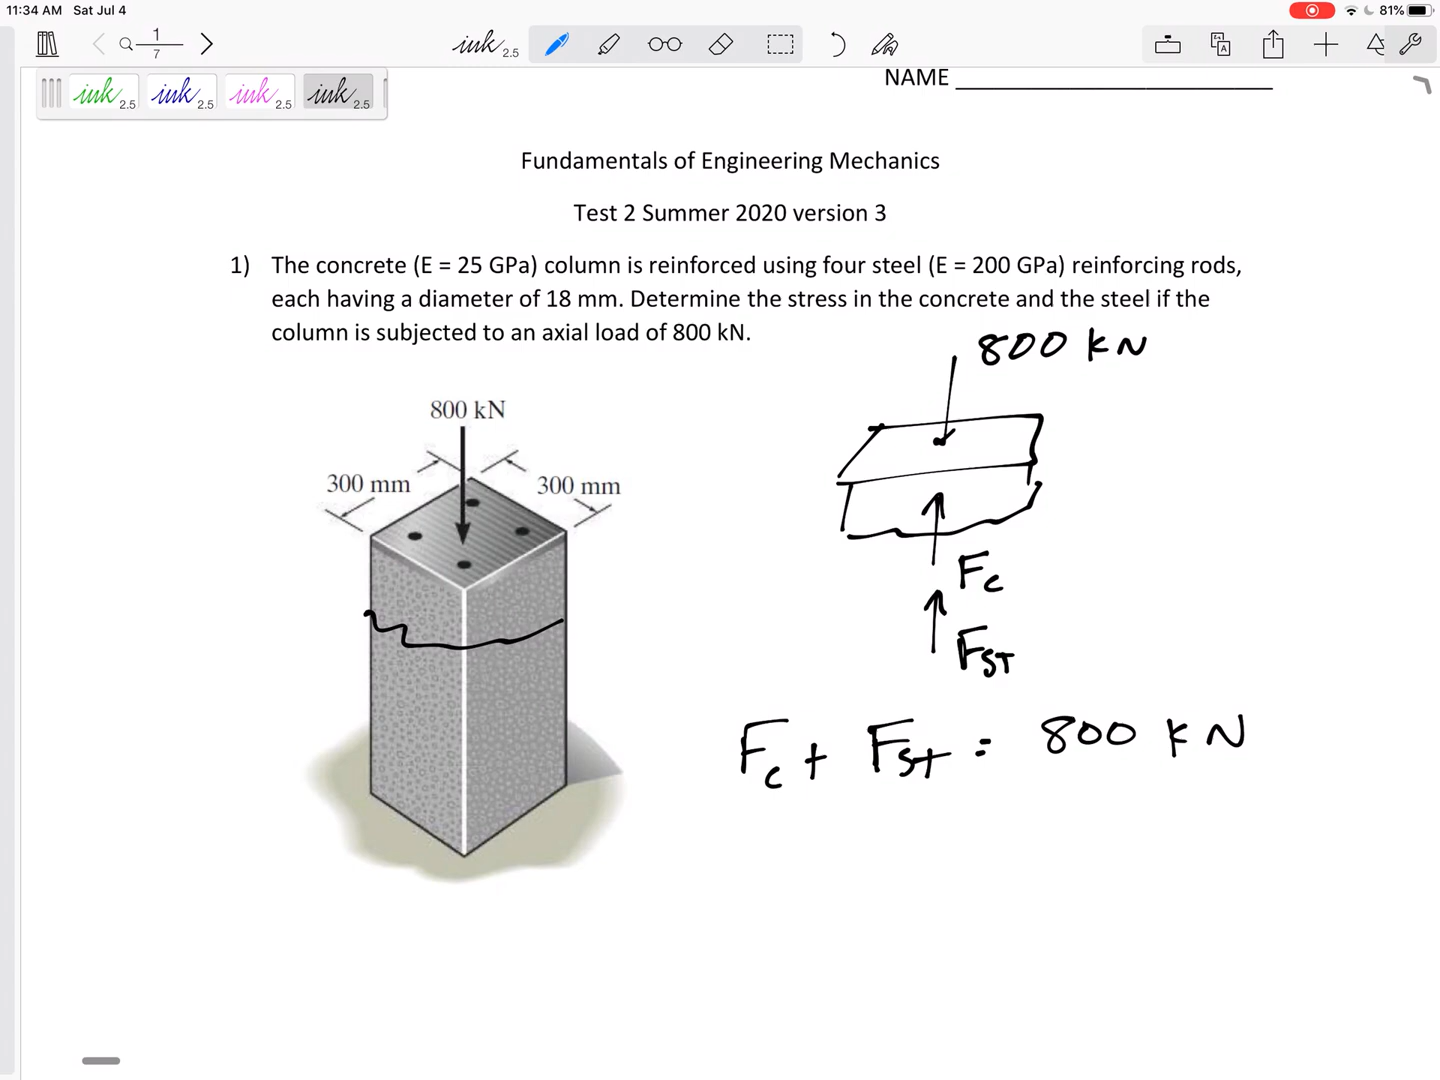 11:34 AM Sat Jul 4
81%
1
7
ink 2.5
ink 2.5
ink 2.5
ink 2.5
ink 2.5
NAME ____________________
Fundamentals of Engineering Mechanics
Test 2 Summer 2020 version 3
1) The concrete (E = 25 GPa) column is reinforced using four steel (E = 200 GPa) reinforcing rods,
each having a diameter of 18 mm. Determine the stress in the concrete and the steel if the
column is subjected to an axial load of 800 kN.
800 KN
800 kN
300 mm
300 mm
Fc
FST
Fc + FST = 800 KN